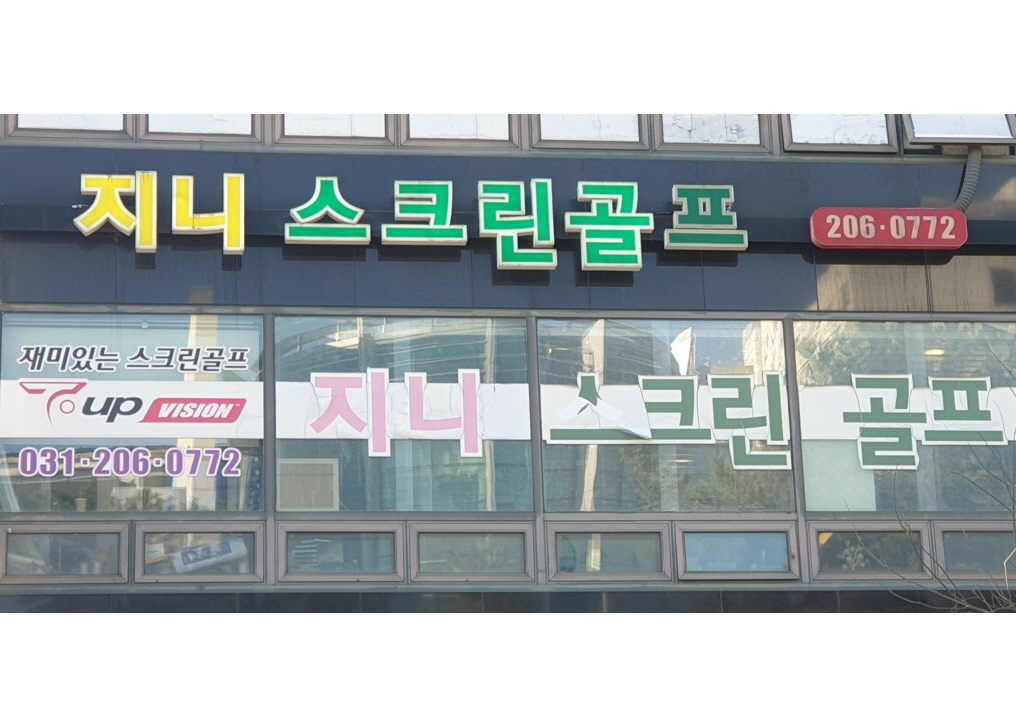 지니 스크린골프 206·0772
재미있는 스크린골프
T up VISION
지니 스크린 골프
031·206·0772